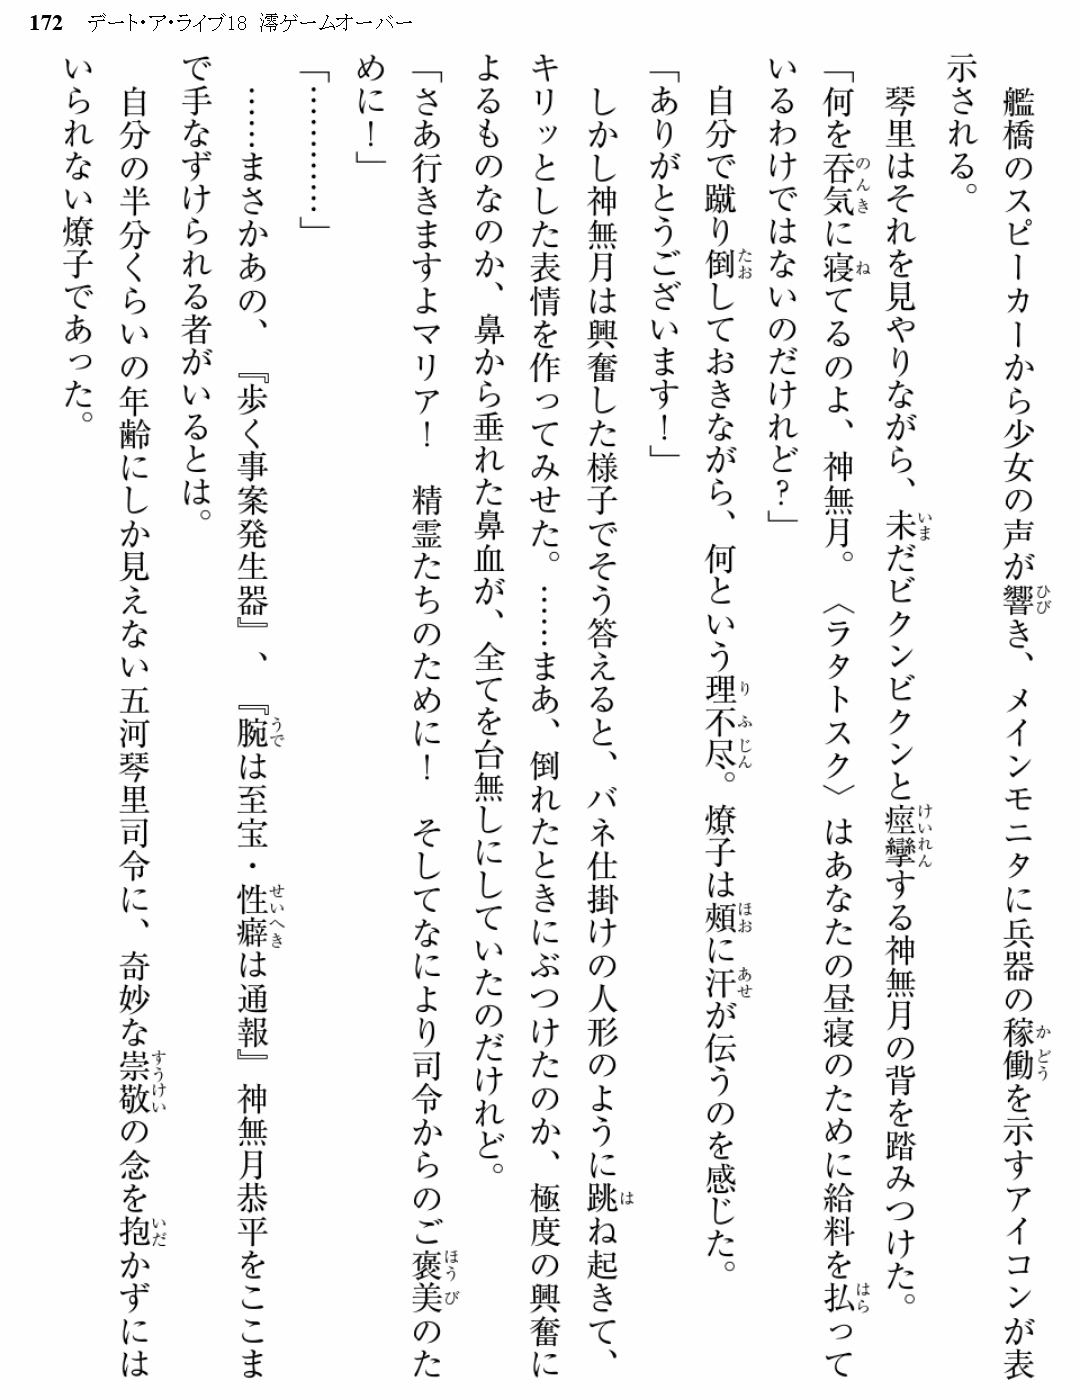 172 デート・ア・ライブ18 澪ゲームオーバー
　艦橋のスピーカーから少女の声が響き、メインモニタに兵器の稼働を示すアイコンが表
示される。
　琴里はそれを見やりながら、未だビクンビクンと痙攣する神無月の背を踏みつけた。
「何を呑気に寝てるのよ、神無月。〈ラタトスク〉はあなたの昼寝のために給料を払って
いるわけではないのだけれど？」
　自分で蹴り倒しておきながら、何という理不尽。燎子は頰に汗が伝うのを感じた。
「ありがとうございます！」
　しかし神無月は興奮した様子でそう答えると、バネ仕掛けの人形のように跳ね起きて、
キリッとした表情を作ってみせた。……まあ、倒れたときにぶつけたのか、極度の興奮に
よるものなのか、鼻から垂れた鼻血が、全てを台無しにしていたのだけれど。
「さあ行きますよマリア！　精霊たちのために！　そしてなにより司令からのご褒美のた
めに！」
「…………」
　……まさかあの、『歩く事案発生器』、『腕は至宝・性癖は通報』神無月恭平をここま
で手なずけられる者がいるとは。
　自分の半分くらいの年齢にしか見えない五河琴里司令に、奇妙な崇敬の念を抱かずには
いられない燎子であった。